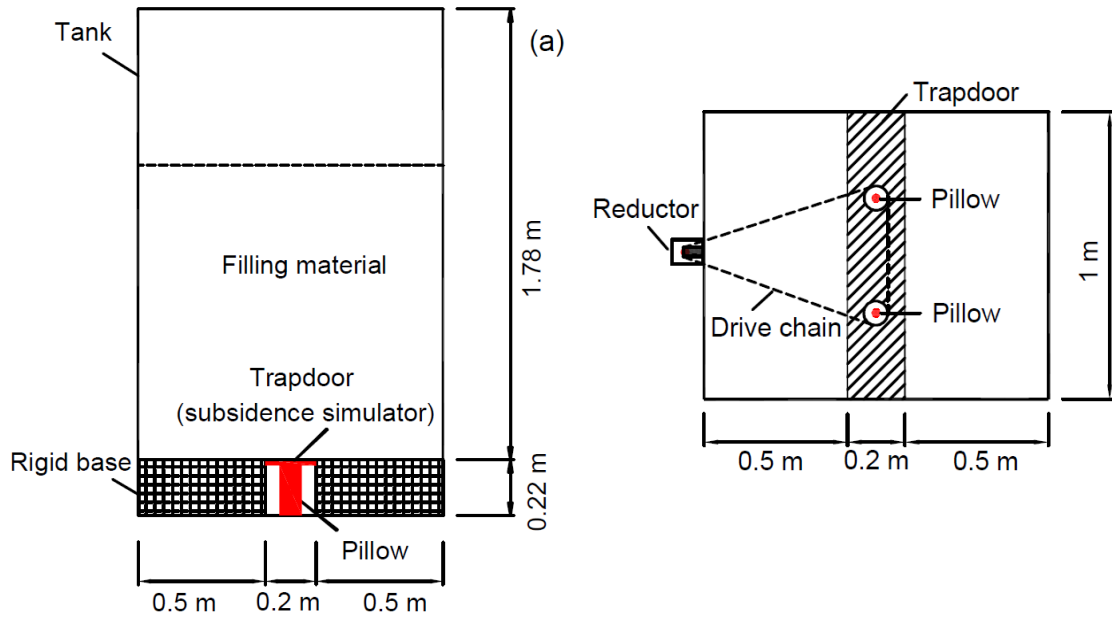 Tank
(a)
1.78 m
Filling material
Trapdoor
(subsidence simulator)
Rigid base
0.22 m
Pillow
0.5 m
0.2 m
0.5 m
Trapdoor
Pillow
Reductor
1 m
Drive chain
Pillow
0.5 m
0.2 m
0.5 m